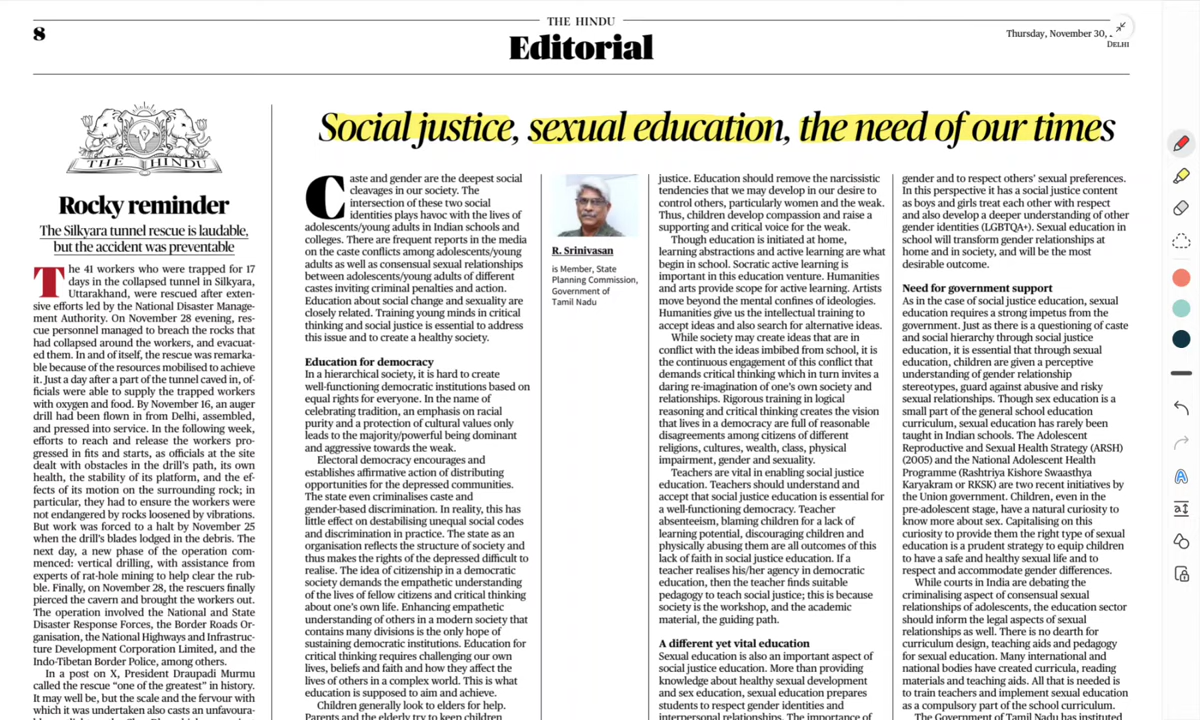 8
THE HINDU
Editorial
Thursday, November 30,
DELHI
THE HINDU
Rocky reminder
The Silkyara tunnel rescue is laudable,
but the accident was preventable
The 41 workers who were trapped for 17
days in the collapsed tunnel in Silkyara,
Uttarakhand, were rescued after exten-
sive efforts led by the National Disaster Manage-
ment Authority. On November 28 evening, res-
cue personnel managed to breach the rocks that
had collapsed around the workers, and evacuat-
ed them. In and of itself, the rescue was remarka-
ble because of the resources mobilised to achieve
it. Just a day after a part of the tunnel caved in, of-
ficials were able to supply the trapped workers
with oxygen and food. By November 16, an auger
drill had been flown in from Delhi, assembled,
and pressed into service. In the following week,
efforts to reach and release the workers pro-
gressed in fits and starts, as officials at the site
dealt with obstacles in the drill's path, its own
health, the stability of its platform, and the ef-
fects of its motion on the surrounding rock; in
particular, they had to ensure the workers were
not endangered by rocks loosened by vibrations.
But work was forced to a halt by November 25
when the drill's blades lodged in the debris. The
next day, a new phase of the operation com-
menced: vertical drilling, with assistance from
experts of rat-hole mining to help clear the rub-
ble. Finally, on November 28, the rescuers finally
pierced the cavern and brought the workers out.
The operation involved the National and State
Disaster Response Forces, the Border Roads Or-
ganisation, the National Highways and Infrastruc-
ture Development Corporation Limited, and the
Indo-Tibetan Border Police, among others.
In a post on X, President Draupadi Murmu
called the rescue "one of the greatest" in history.
It may well be, but the scale and the fervour with
which it was undertaken also casts an unfavoura-
Social justice, sexual education, the need of our times
Caste and gender are the deepest social
cleavages in our society. The
intersection of these two social
identities plays havoc with the lives of
adolescents/young adults in Indian schools and
colleges. There are frequent reports in the media
on the caste conflicts among adolescents/young
adults as well as consensual sexual relationships
between adolescents/young adults of different
castes inviting criminal penalties and action.
Education about social change and sexuality are
closely related. Training young minds in critical
thinking and social justice is essential to address
this issue and to create a healthy society.
Education for democracy
In a hierarchical society, it is hard to create
well-functioning democratic institutions based on
equal rights for everyone. In the name of
celebrating tradition, an emphasis on racial
purity and a protection of cultural values only
leads to the majority/powerful being dominant
and aggressive towards the weak.
Electoral democracy encourages and
establishes affirmative action of distributing
opportunities for the depressed communities.
The state even criminalises caste and
gender-based discrimination. In reality, this has
little effect on destabilising unequal social codes
and discrimination in practice. The state as an
organisation reflects the structure of society and
thus makes the rights of the depressed difficult to
realise. The idea of citizenship in a democratic
society demands the empathetic understanding
of the lives of fellow citizens and critical thinking
about one's own life. Enhancing empathetic
understanding of others in a modern society that
contains many divisions is the only hope of
sustaining democratic institutions. Education for
critical thinking requires challenging our own
lives, beliefs and faith and how they affect the
lives of others in a complex world. This is what
education is supposed to aim and achieve.
Children generally look to elders for help.
Parents and the elderly try to keep children
R. Srinivasan
is Member, State
Planning Commission,
Government of
Tamil Nadu
justice. Education should remove the narcissistic
tendencies that we may develop in our desire to
control others, particularly women and the weak.
Thus, children develop compassion and raise a
supporting and critical voice for the weak.
Though education is initiated at home,
learning abstractions and active learning are what
begin in school. Socratic active learning is
important in this education venture. Humanities
and arts provide scope for active learning. Artists
move beyond the mental confines of ideologies.
Humanities give us the intellectual training to
accept ideas and also search for alternative ideas.
While society may create ideas that are in
conflict with the ideas imbibed from school, it is
the continuous engagement of this conflict that
demands critical thinking which in turn invites a
daring re-imagination of one's own society and
relationships. Rigorous training in logical
reasoning and critical thinking creates the vision
that lives in a democracy are full of reasonable
disagreements among citizens of different
religions, cultures, wealth, class, physical
impairment, gender and sexuality.
Teachers are vital in enabling social justice
education. Teachers should understand and
accept that social justice education is essential for
a well-functioning democracy. Teacher
absenteeism, blaming children for a lack of
learning potential, discouraging children and
physically abusing them are all outcomes of this
lack of faith in social justice education. If a
teacher realises his/her agency in democratic
education, then the teacher finds suitable
pedagogy to teach social justice; this is because
society is the workshop, and the academic
material, the guiding path.
A different yet vital education
Sexual education is also an important aspect of
social justice education. More than providing
knowledge about healthy sexual development
and sex education, sexual education prepares
students to respect gender identities and
interpersonal relationships. The importance of
gender and to respect others' sexual preferences.
In this perspective it has a social justice content
as boys and girls treat each other with respect
and also develop a deeper understanding of other
gender identities (LGBTQA+). Sexual education in
school will transform gender relationships at
home and in society, and will be the most
desirable outcome.
Need for government support
As in the case of social justice education, sexual
education requires a strong impetus from the
government. Just as there is a questioning of caste
and social hierarchy through social justice
education, it is essential that through sexual
education, children are given a perceptive
understanding of gender relationship
stereotypes, guard against abusive and risky
sexual relationships. Though sex education is a
small part of the general school education
curriculum, sexual education has rarely been
taught in Indian schools. The Adolescent
Reproductive and Sexual Health Strategy (ARSH)
(2005) and the National Adolescent Health
Programme (Rashtriya Kishore Swaasthya
Karyakram or RKSK) are two recent initiatives by
the Union government. Children, even in the
pre-adolescent stage, have a natural curiosity to
know more about sex. Capitalising on this
curiosity to provide them the right type of sexual
education is a prudent strategy to equip children
to have a safe and healthy sexual life and to
respect and accommodate gender differences.
While courts in India are debating the
criminalising aspect of consensual sexual
relationships of adolescents, the education sector
should inform the legal aspects of sexual
relationships as well. There is no dearth for
curriculum design, teaching aids and pedagogy
for sexual education. Many international and
national bodies have created curricula, reading
materials and teaching aids. All that is needed is
to train teachers and implement sexual education
as a compulsory part of the school curriculum.
The Government of Tamil Nadu has instituted